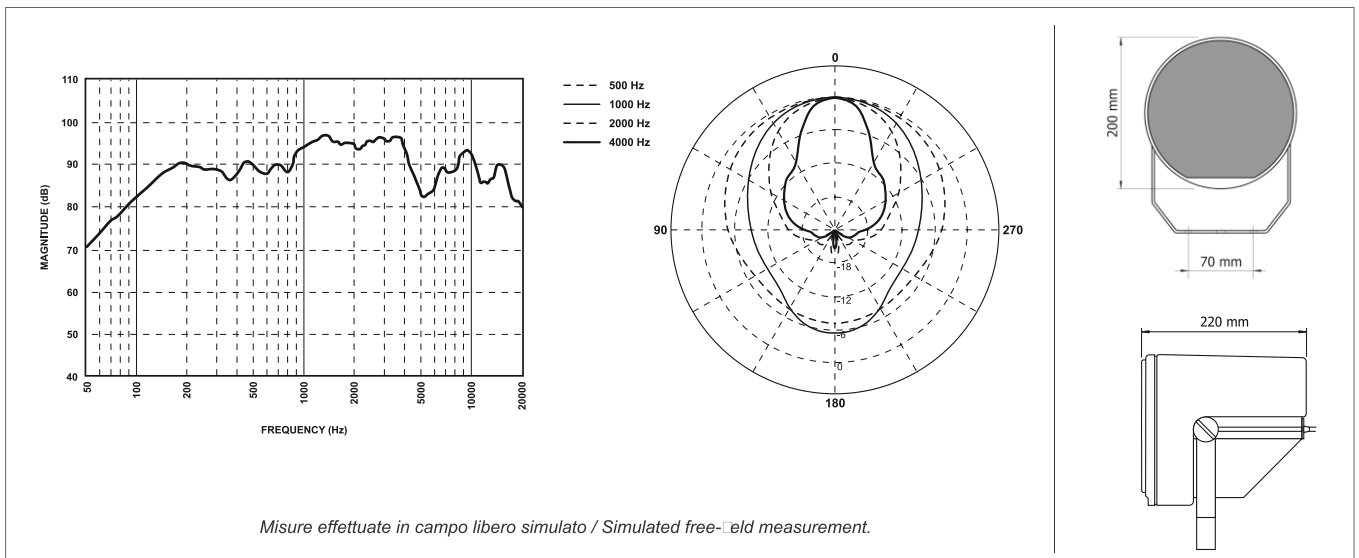 110
100
90
80
70
60
50
40
MAGNITUDE (dB)
50
100
200
500
1000
2000
5000
10000
20000
FREQUENCY (Hz)
500 Hz
1000 Hz
2000 Hz
4000 Hz
0
90
270
180
-18
-12
-6
0
200 mm
70 mm
220 mm
Misure effettuate in campo libero simulato / Simulated free-□eld measurement.